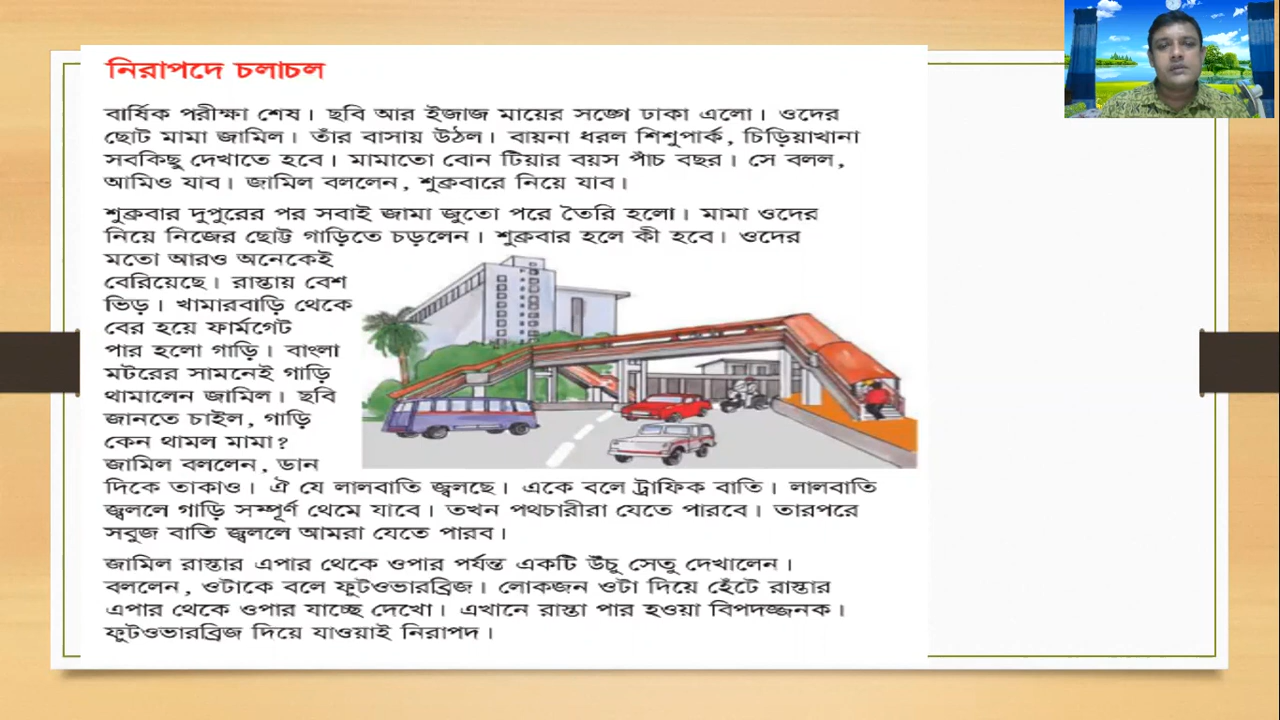 নিরাপদে চলাচল
বার্ষিক পরীক্ষা শেষ। ছবি আর ইজাজ মায়ের সঙ্গে ঢাকা এলো। ওদের
ছোট মামা জামিল। তাঁর বাসায় উঠল। বায়না ধরল শিশুপার্ক, চিড়িয়াখানা
সবকিছু দেখাতে হবে। মামাতো বোন টিয়ার বয়স পাঁচ বছর। সে বলল,
আমিও যাব। জামিল বললেন, শুক্রবারে নিয়ে যাব।
শুক্রবার দুপুরের পর সবাই জামা জুতো পরে তৈরি হলো। মামা ওদের
নিয়ে নিজের ছোট্ট গাড়িতে চড়লেন। শুক্রবার হলে কী হবে। ওদের
মতো আরও অনেকেই
বেরিয়েছে। রাস্তায় বেশ
ভিড়। খামারবাড়ি থেকে
বের হয়ে ফার্মগেট
পার হলো গাড়ি। বাংলা
মটরের সামনেই গাড়ি
থামালেন জামিল। ছবি
জানতে চাইল, গাড়ি
কেন থামল মামা?
জামিল বললেন, ডান
দিকে তাকাও। ঐ যে লালবাতি জ্বলছে। একে বলে ট্রাফিক বাতি। লালবাতি
জ্বললে গাড়ি সম্পূর্ণ থেমে যাবে। তখন পথচারীরা যেতে পারবে। তারপরে
সবুজ বাতি জ্বললে আমরা যেতে পারব।
জামিল রাস্তার এপার থেকে ওপার পর্যন্ত একটি উঁচু সেতু দেখালেন।
বললেন, ওটাকে বলে ফুটওভারব্রিজ। লোকজন ওটা দিয়ে হেঁটে রাস্তার
এপার থেকে ওপার যাচ্ছে দেখো। এখানে রাস্তা পার হওয়া বিপদজ্জনক।
ফুটওভারব্রিজ দিয়ে যাওয়াই নিরাপদ।